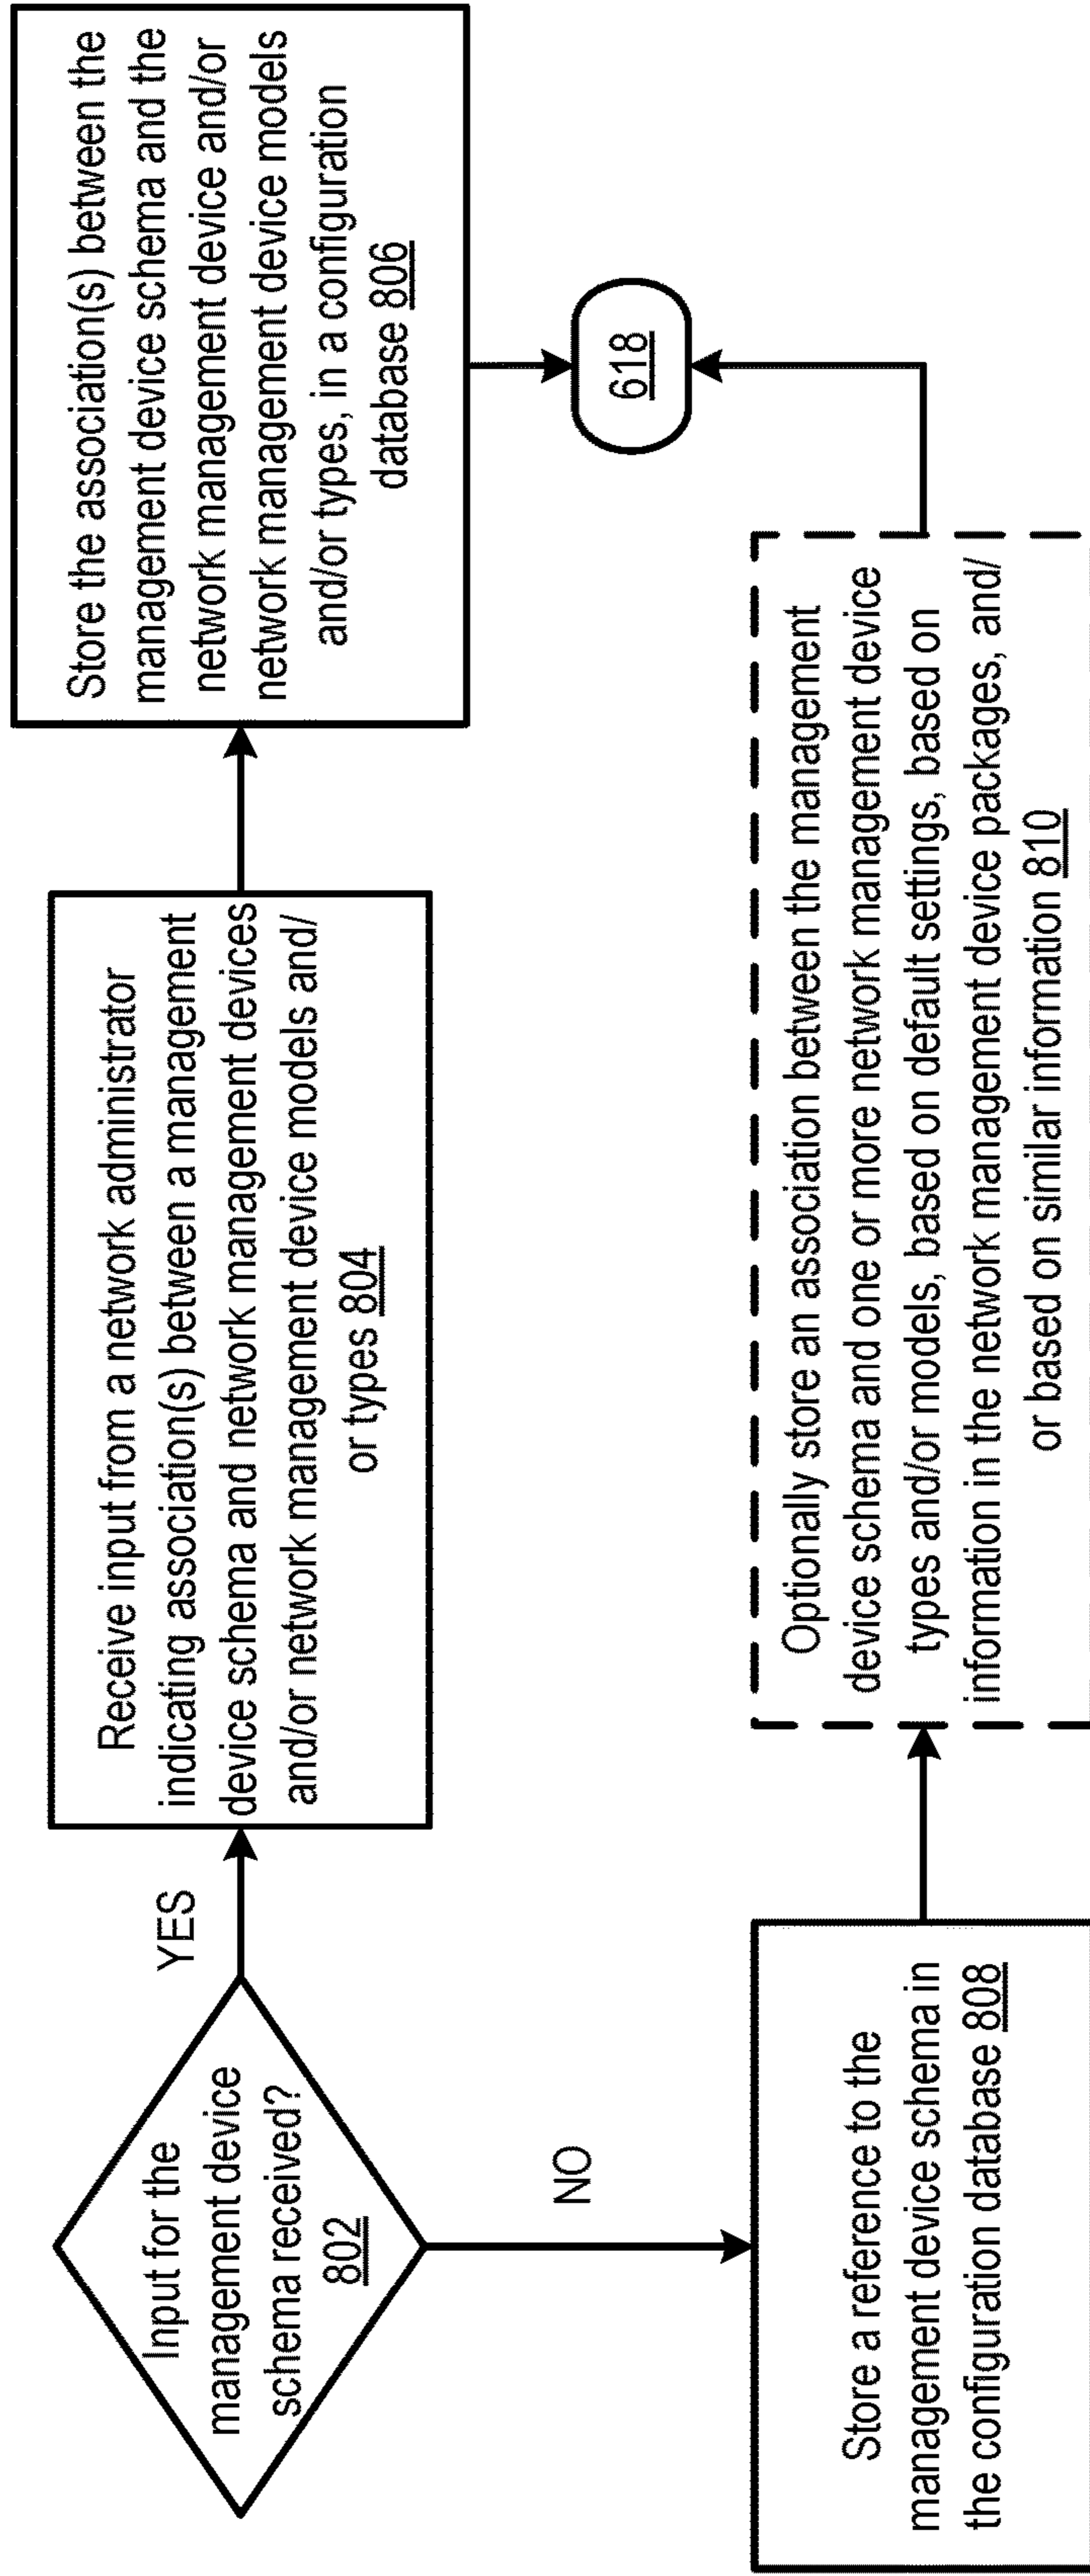 Input for the
management device
schema received?
802
YES
Receive input from a network administrator
indicating association(s) between a management
device schema and network management devices
and/or network management device models and/
or types 804
Store the association(s) between the
management device schema and the
network management device and/or
network management device models
and/or types, in a configuration
database 806
618
NO
Store a reference to the
management device schema in
the configuration database 808
Optionally store an association between the management
device schema and one or more network management device
types and/or models, based on default settings, based on
information in the network management device packages, and/
or based on similar information 810